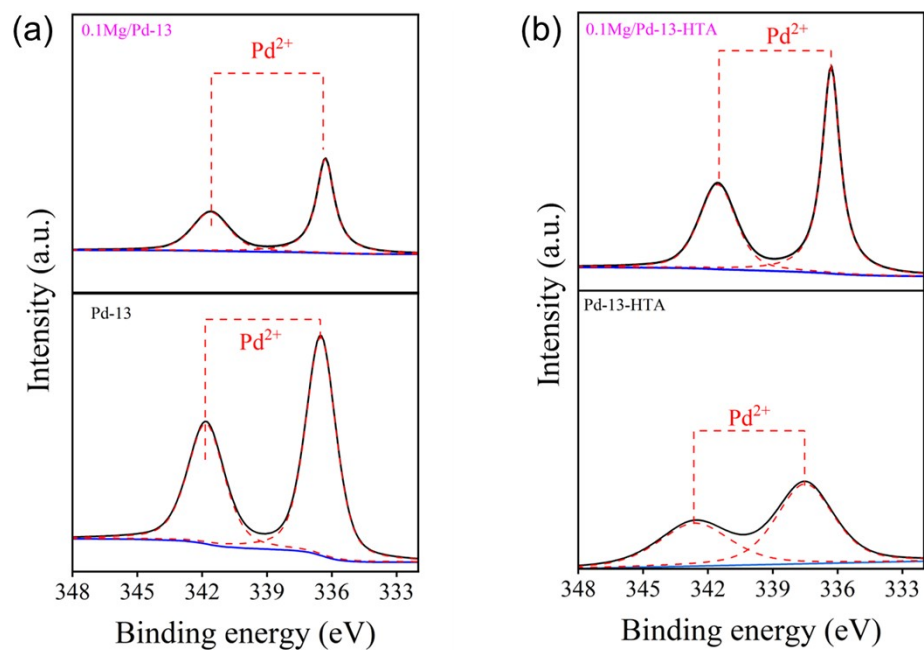 (a)
0.1Mg/Pd-13
Pd²⁺
Pd-13
Pd²⁺
Intensity (a.u.)
348 345 342 339 336 333
Binding energy (eV)
(b)
0.1Mg/Pd-13-HTA
Pd²⁺
Pd-13-HTA
Pd²⁺
Intensity (a.u.)
348 345 342 339 336 333
Binding energy (eV)